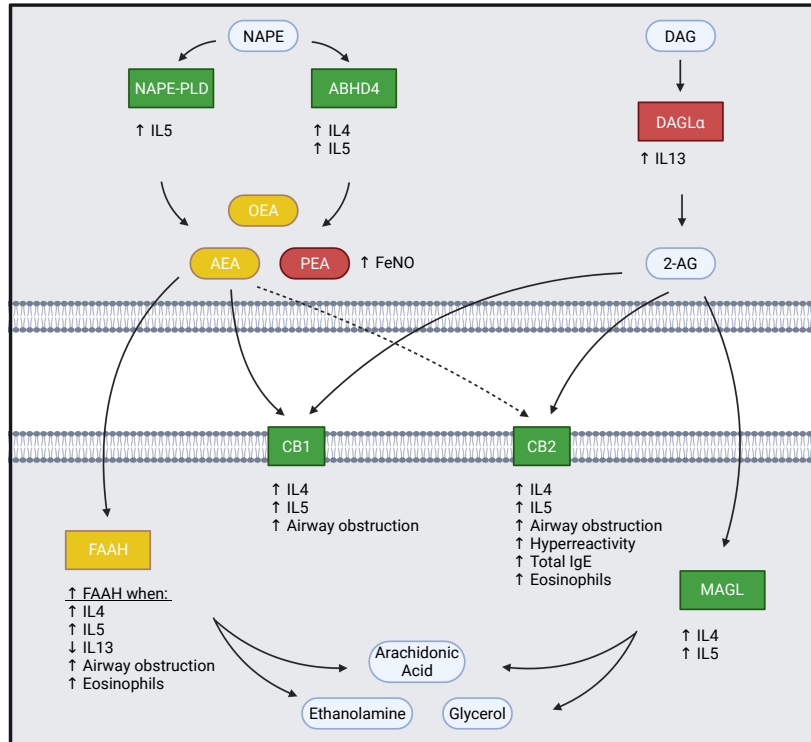 NAPE
DAG
NAPE-PLD
ABHD4
DAGLα
↑ IL5
↑ IL4
↑ IL5
↑ IL13
OEA
AEA
PEA
↑ FeNO
2-AG
CB1
CB2
↑ IL4
↑ IL5
↑ Airway obstruction
↑ IL4
↑ IL5
↑ Airway obstruction
↑ Hyperreactivity
↑ Total IgE
↑ Eosinophils
FAAH
↑ FAAH when:
↑ IL4
↑ IL5
↓ IL13
↑ Airway obstruction
↑ Eosinophils
MAGL
↑ IL4
↑ IL5
Arachidonic
Acid
Ethanolamine
Glycerol